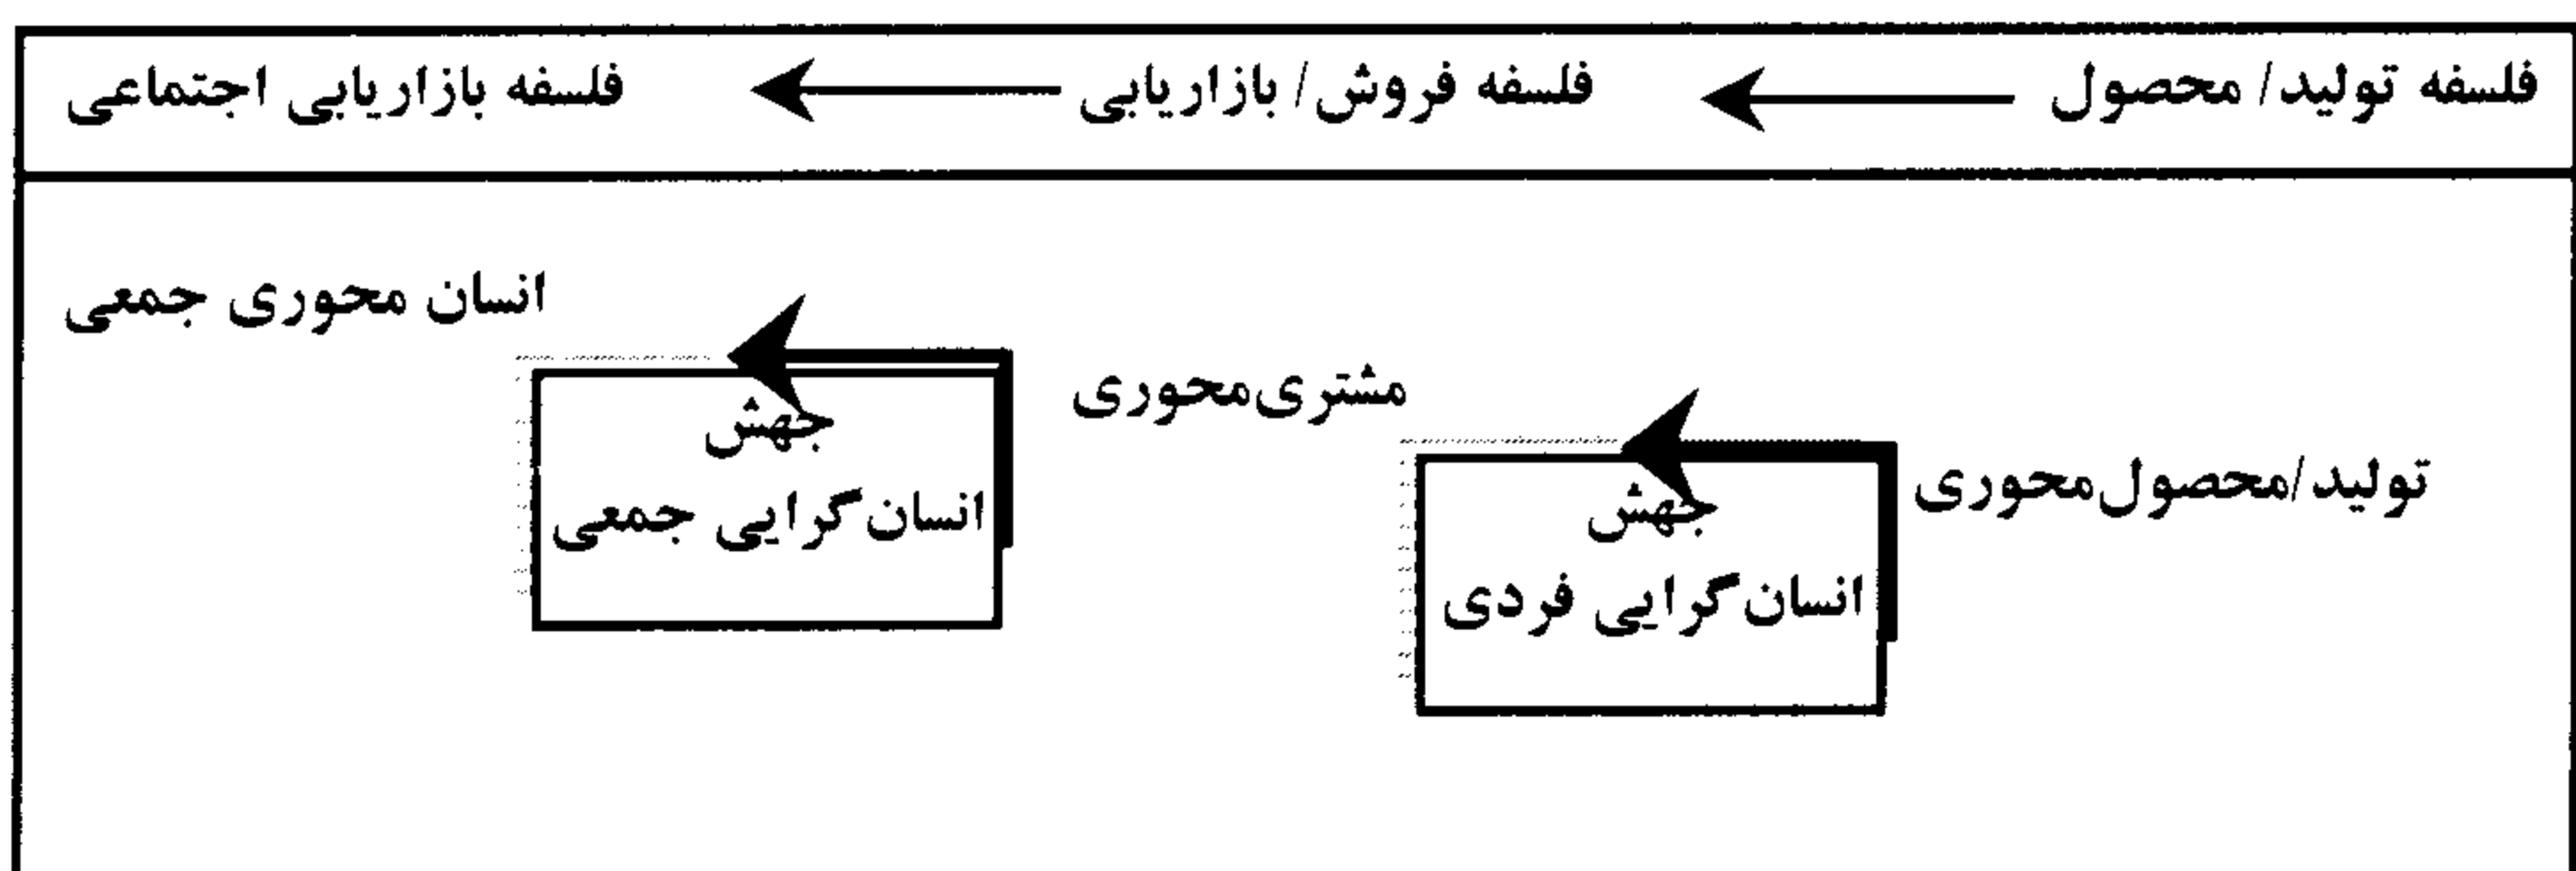 فلسفه تولید/ محصول فلسفه فروش/ بازاریابی فلسفه بازاریابی اجتماعی
انسان محوری جمعی
مشتری‌محوری
تولید/محصول‌محوری
جهش
انسان‌گرایی جمعی
جهش
انسان‌گرایی فردی